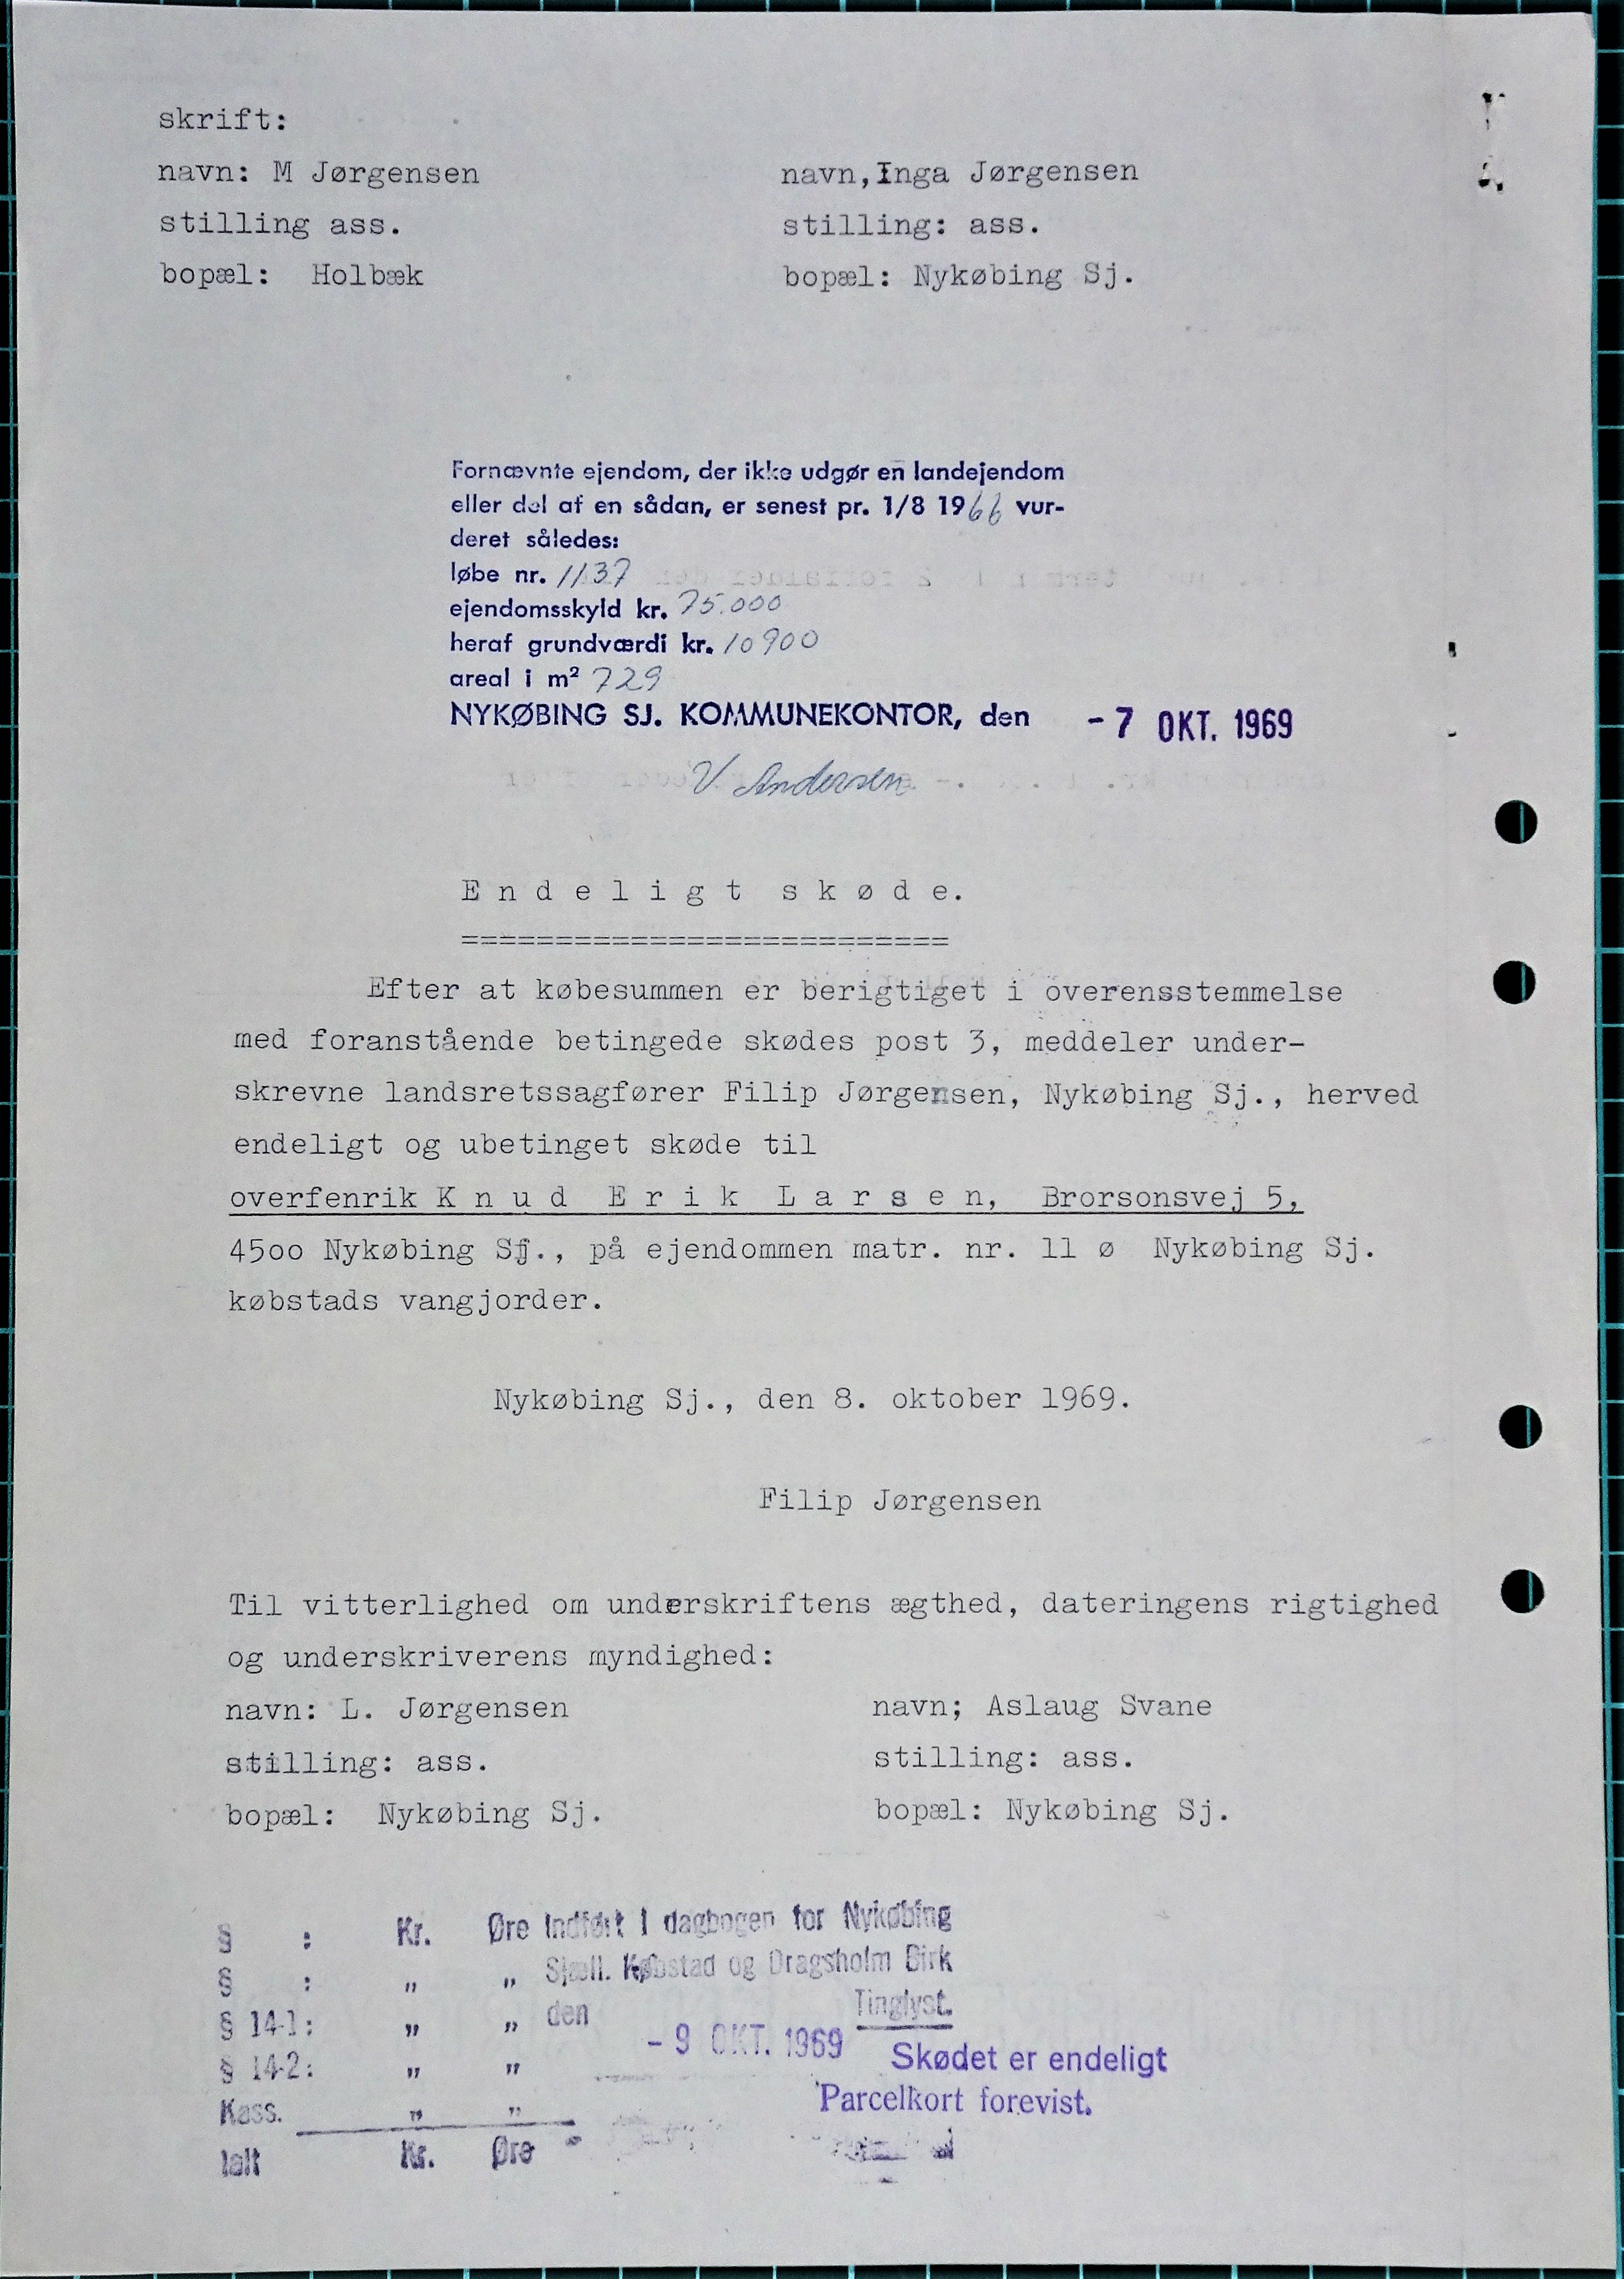 skrift:
navn: M Jørgensen
navn,Inga Jørgensen
stilling ass.
stilling: ass.
bopæl: Holbæk
bopæl: Nykøbing Sj.
Fornævnte ejendom, der ikke udgør en landejendom
eller del af en sådan, er senest pr. 1/8 1966 vur-
deret således:
løbe nr. 1137
ejendomsskyld kr. 75.000
heraf grundværdi kr. 10900
areal i m² 729
NYKØBING SJ. KOMMUNEKONTOR, den - 7 OKT. 1969
V Andersen
E n d e l i g t  s k ø d e.
==========================
Efter at købesummen er berigtiget i overensstemmelse
med foranstående betingede skødes post 3, meddeler under-
skrevne landsretssagfører Filip Jørgensen, Nykøbing Sj., herved
endeligt og ubetinget skøde til
overfenrik K n u d  E r i k  L a r s e n,  Brorsonsvej 5,
45oo Nykøbing Sj., på ejendommen matr. nr. 11 ø Nykøbing Sj.
købstads vangjorder.
Nykøbing Sj., den 8. oktober 1969.
Filip Jørgensen
Til vitterlighed om underskriftens ægthed, dateringens rigtighed
og underskriverens myndighed:
navn: L. Jørgensen
navn; Aslaug Svane
stilling: ass.
stilling: ass.
bopæl: Nykøbing Sj.
bopæl: Nykøbing Sj.
§ : Kr. Øre Indført i dagbogen for Nykøbing
§ : " " Sjæll. Købstad og Dragsholm Birk
§ 14-1: " " den Tinglyst.
- 9 OKT. 1969
§ 14-2: " " Skødet er endeligt
Kass. " " Parcelkort forevist.
Ialt Kr. Øre